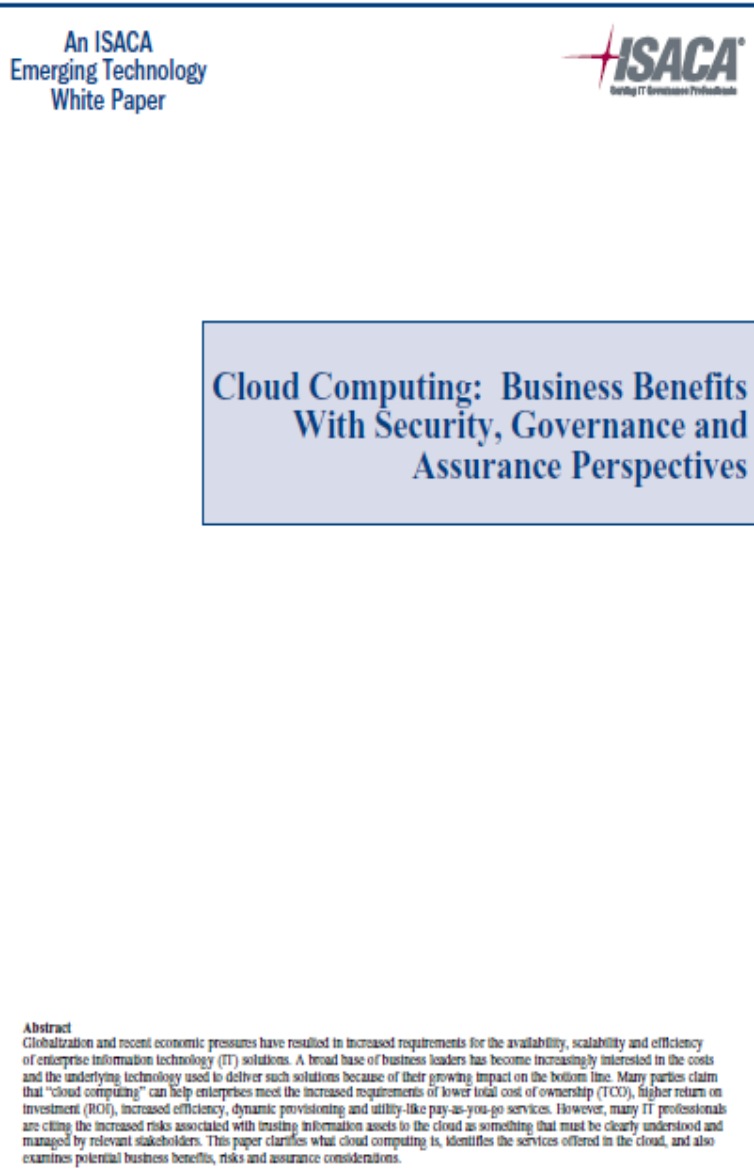 An ISACA
Emerging Technology
White Paper
ISACA®
Serving IT Governance Professionals
Cloud Computing: Business Benefits
With Security, Governance and
Assurance Perspectives
Abstract
Globalization and recent economic pressures have resulted in increased requirements for the availability, scalability and efficiency
of enterprise information technology (IT) solutions. A broad base of business leaders has become increasingly interested in the costs
and the underlying technology used to deliver such solutions because of their growing impact on the bottom line. Many parties claim
that “cloud computing” can help enterprises meet the increased requirements of lower total cost of ownership (TCO), higher return on
investment (ROI), increased efficiency, dynamic provisioning and utility-like pay-as-you-go services. However, many IT professionals
are citing the increased risks associated with trusting information assets to the cloud as something that must be clearly understood and
managed by relevant stakeholders. This paper clarifies what cloud computing is, identifies the services offered in the cloud, and also
examines potential business benefits, risks and assurance considerations.